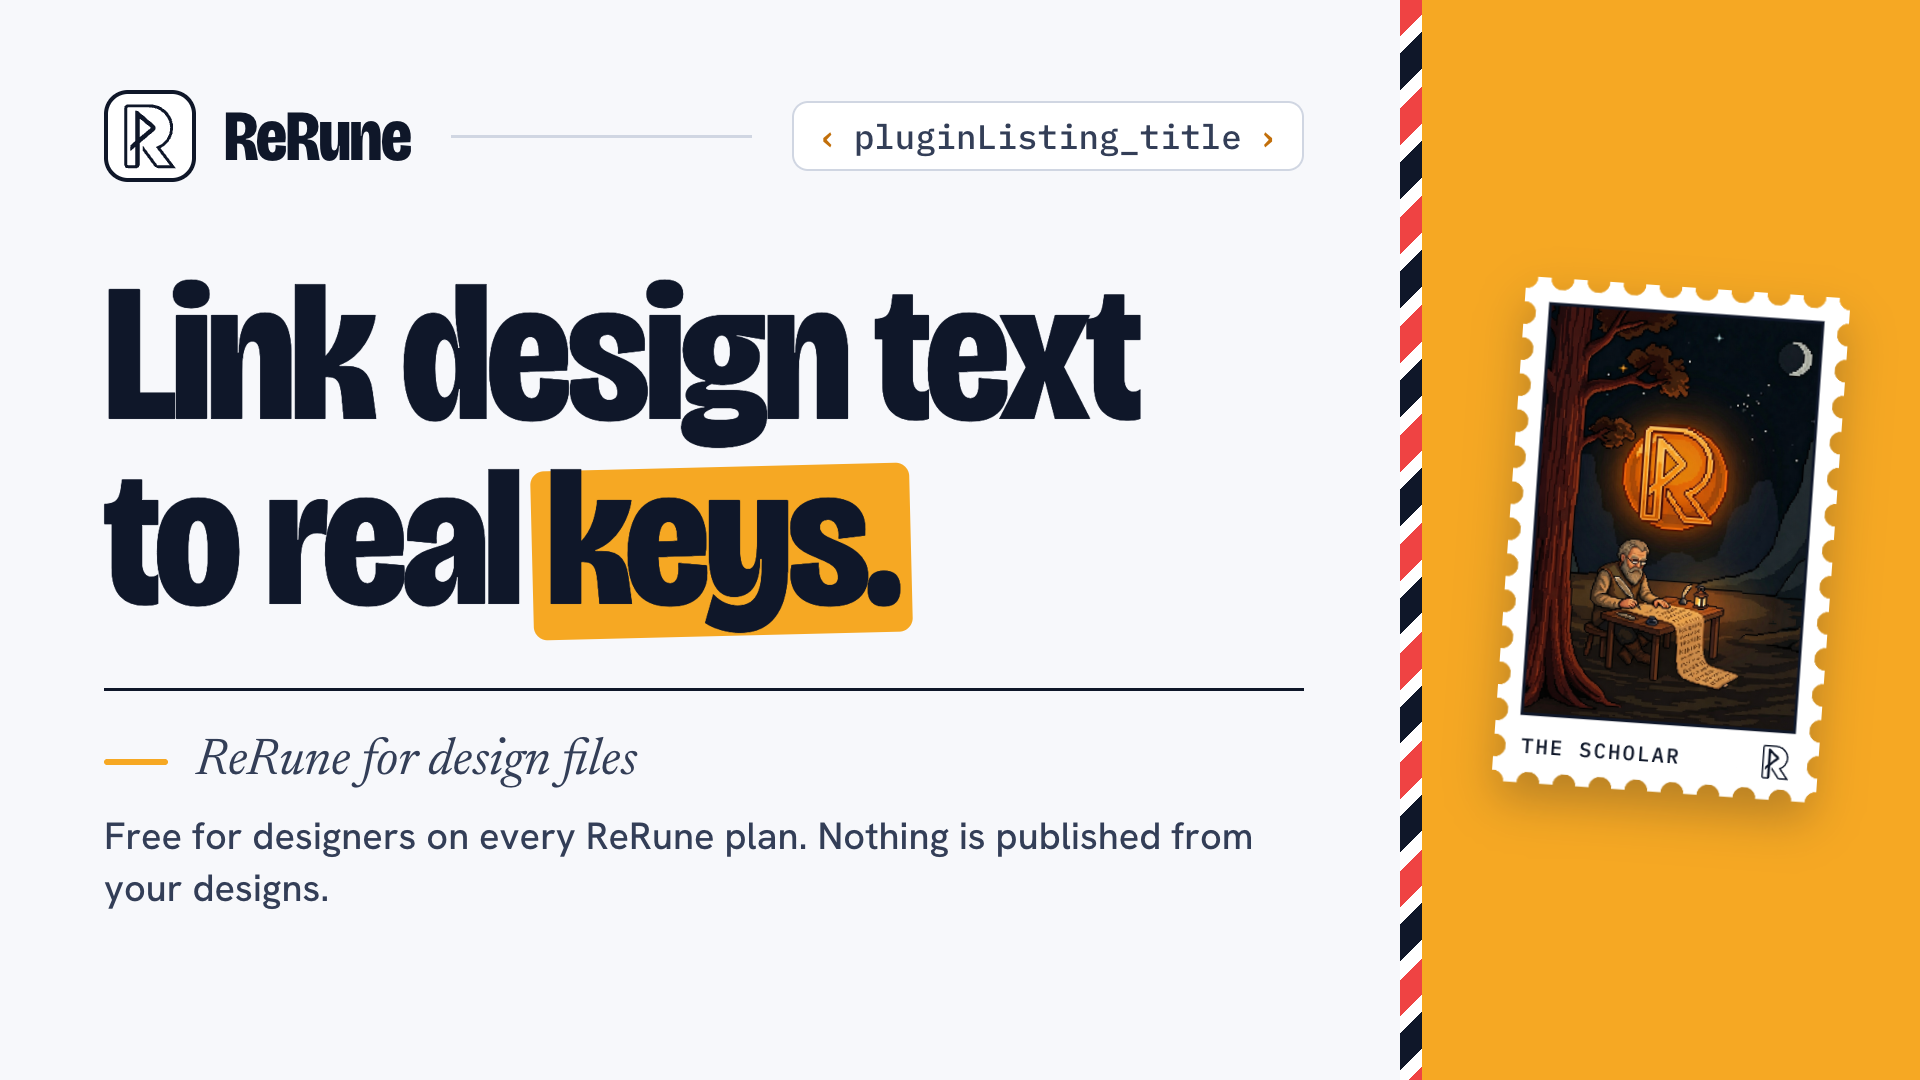 ReRune
‹ pluginListing_title ›
Link design text
to real keys.
ReRune for design files
Free for designers on every ReRune plan. Nothing is published from
your designs.
THE SCHOLAR